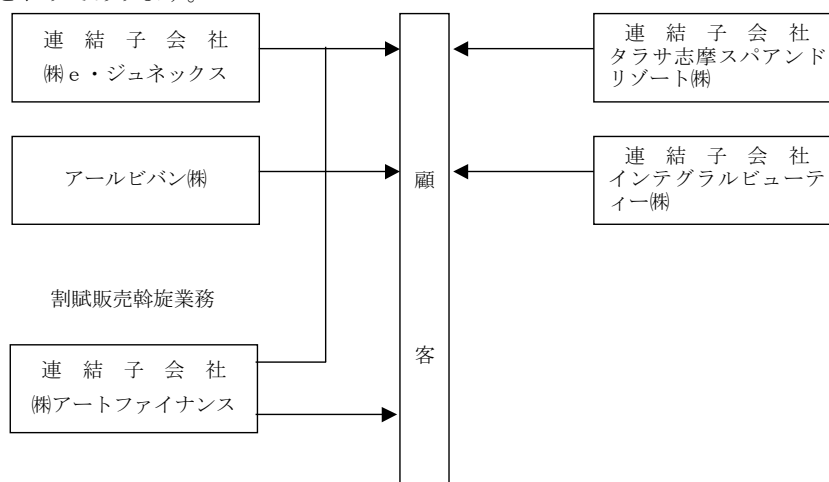 連結子会社
㈱ｅ・ジュネックス
アールビバン㈱
割賦販売斡旋業務
連結子会社
㈱アートファイナンス
顧
客
連結子会社
タラサ志摩スパアンド
リゾート㈱
連結子会社
インテグラルビューテ
ィー㈱